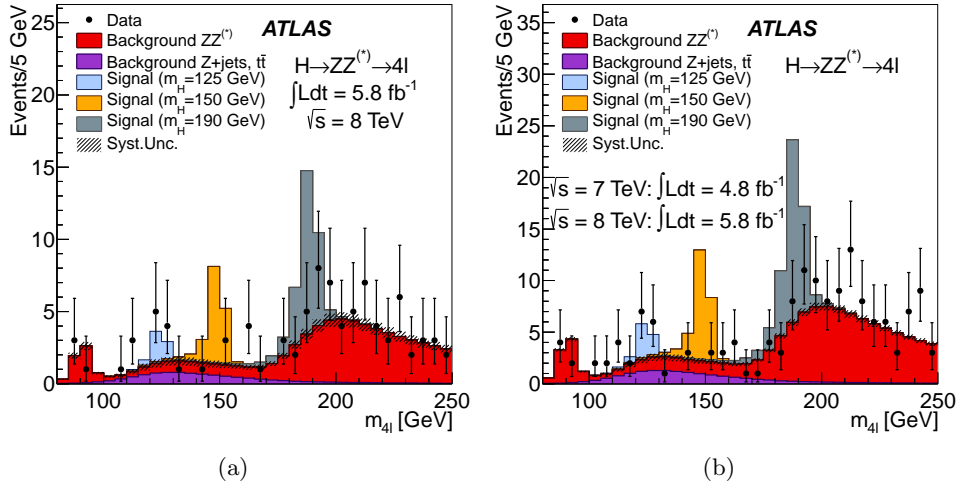 Events/5 GeV
25
20
15
10
5
0
100
150
200
250
m4l [GeV]
Data
Background ZZ(*)
Background Z+jets, tt̄
Signal (mH=125 GeV)
Signal (mH=150 GeV)
Signal (mH=190 GeV)
Syst.Unc.
ATLAS
H→ZZ(*)→4l
∫Ldt = 5.8 fb-1
√s = 8 TeV
(a)
Events/5 GeV
35
30
25
20
15
10
5
0
100
150
200
250
m4l [GeV]
Data
Background ZZ(*)
Background Z+jets, tt̄
Signal (mH=125 GeV)
Signal (mH=150 GeV)
Signal (mH=190 GeV)
Syst.Unc.
ATLAS
H→ZZ(*)→4l
√s = 7 TeV: ∫Ldt = 4.8 fb-1
√s = 8 TeV: ∫Ldt = 5.8 fb-1
(b)